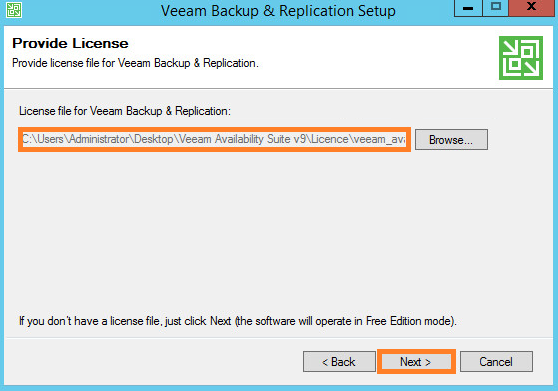 Veeam Backup & Replication Setup
Provide License
Provide license file for Veeam Backup & Replication.
License file for Veeam Backup & Replication:
C:\Users\Administrator\Desktop\Veeam Availability Suite v9\Licence\veeam_ava
Browse...
If you don't have a license file, just click Next (the software will operate in Free Edition mode).
< Back Next > Cancel